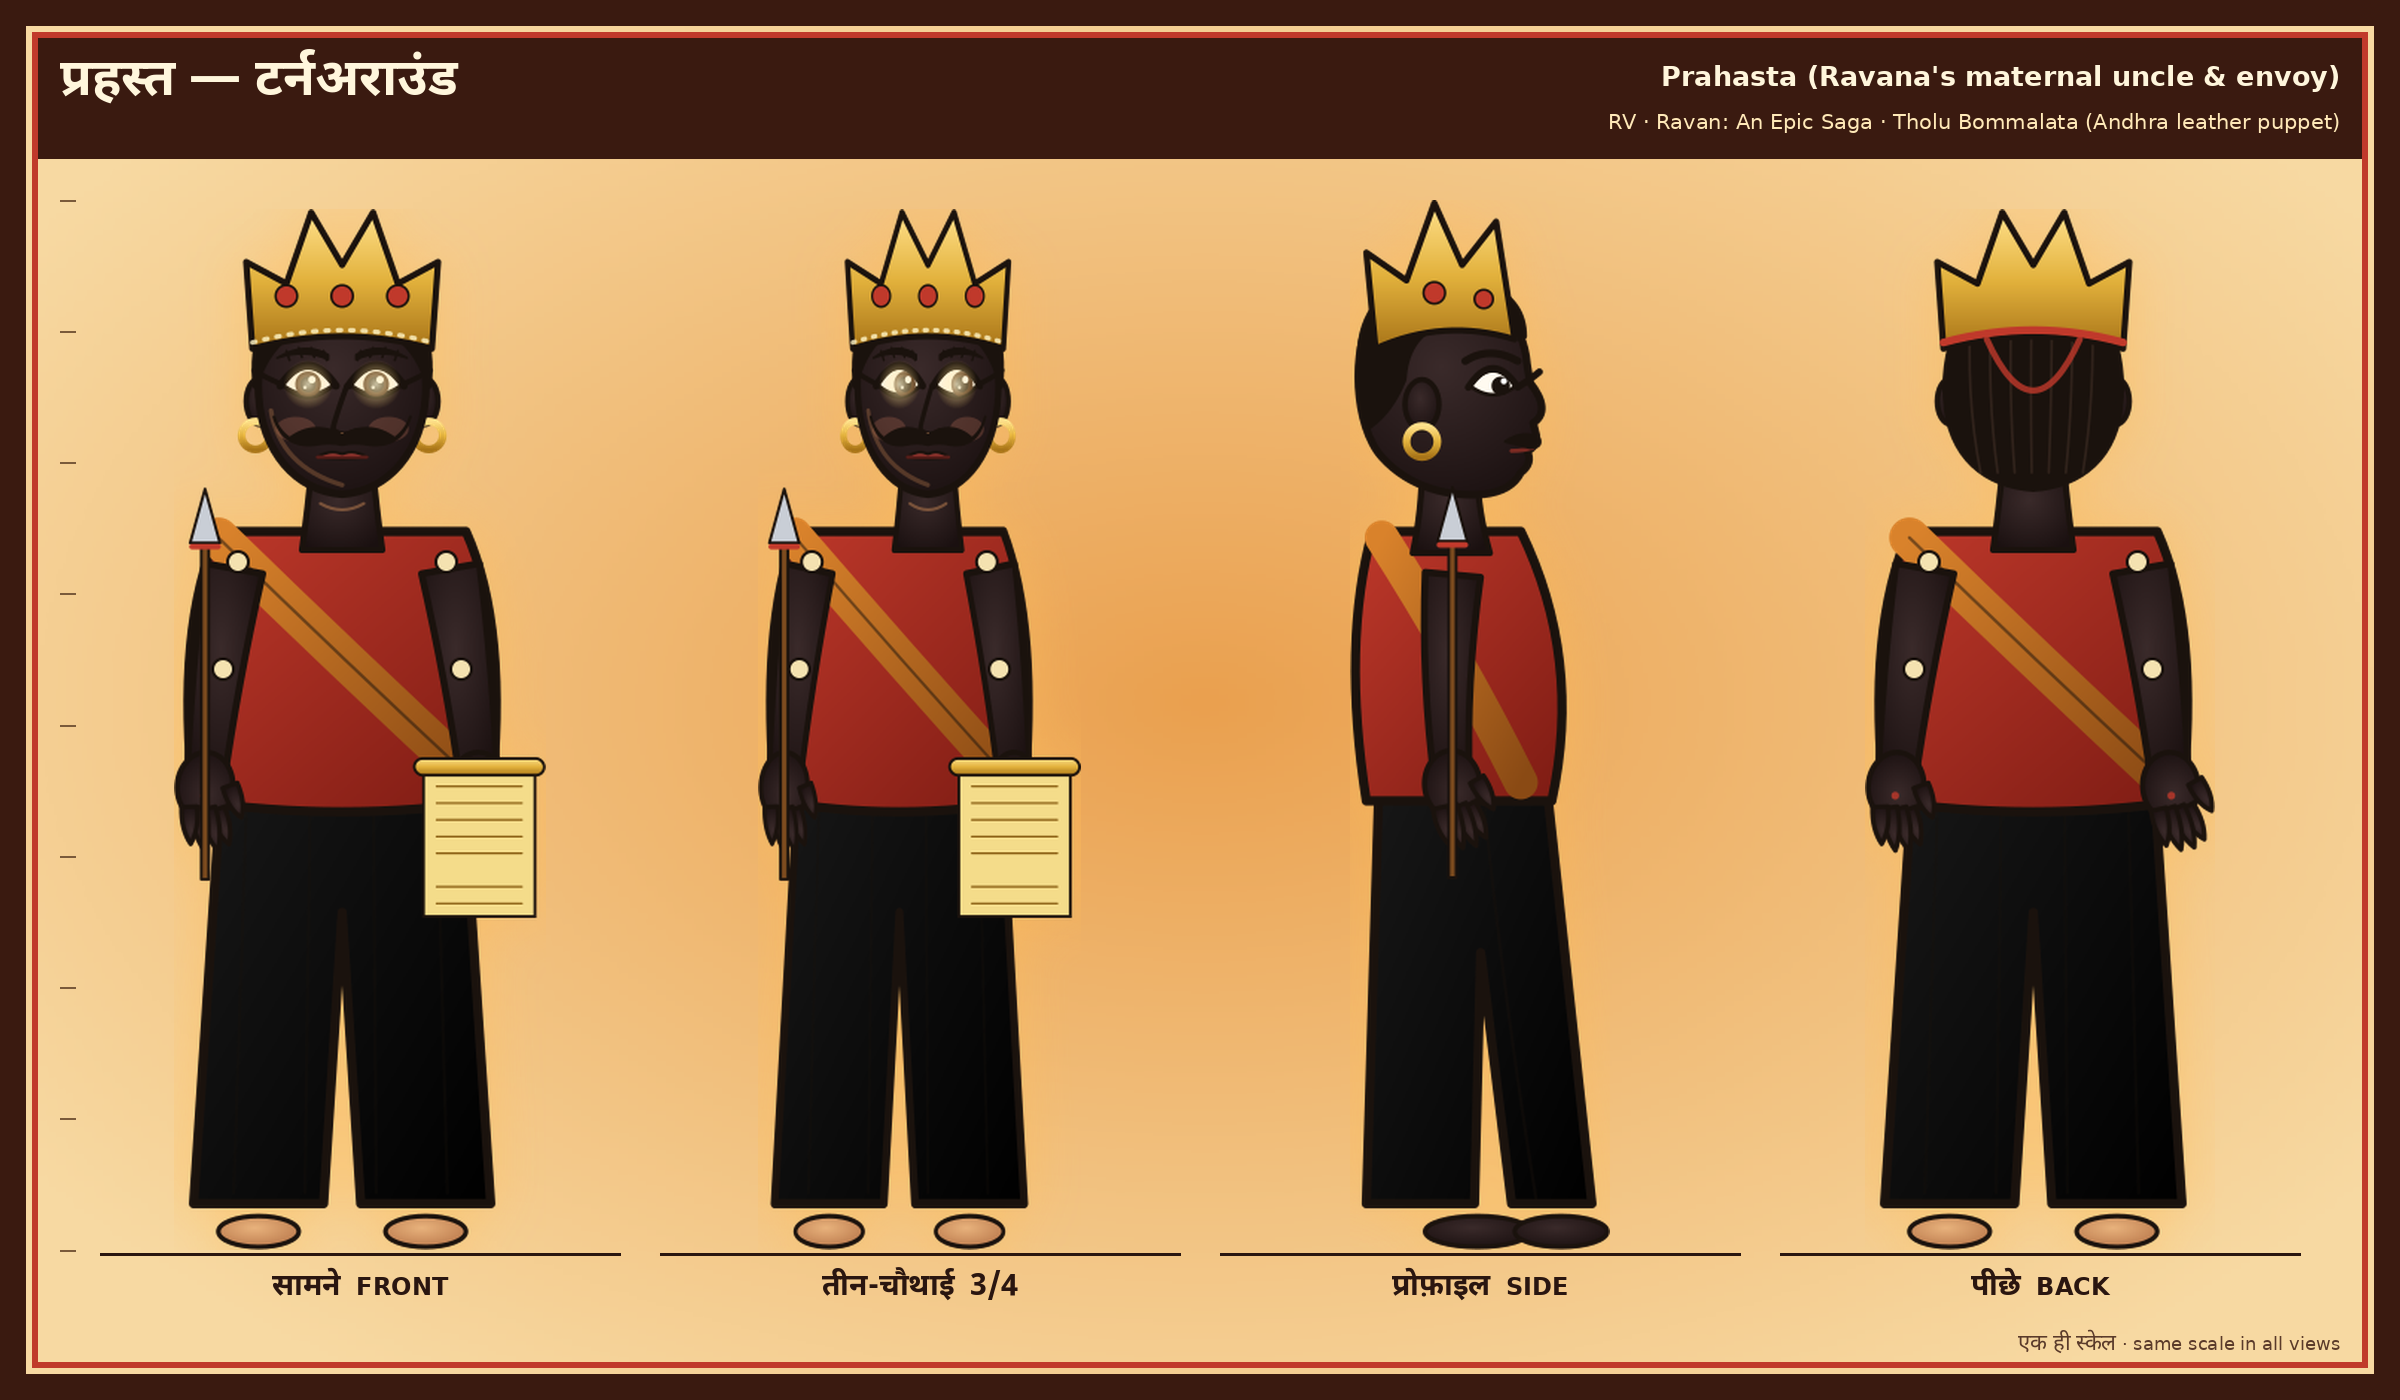 प्रहस्त — टर्नअराउंड
Prahasta (Ravana's maternal uncle & envoy)
RV · Ravan: An Epic Saga · Tholu Bommalata (Andhra leather puppet)
सामने FRONT
तीन-चौथाई 3/4
प्रोफ़ाइल SIDE
पीछे BACK
एक ही स्केल · same scale in all views